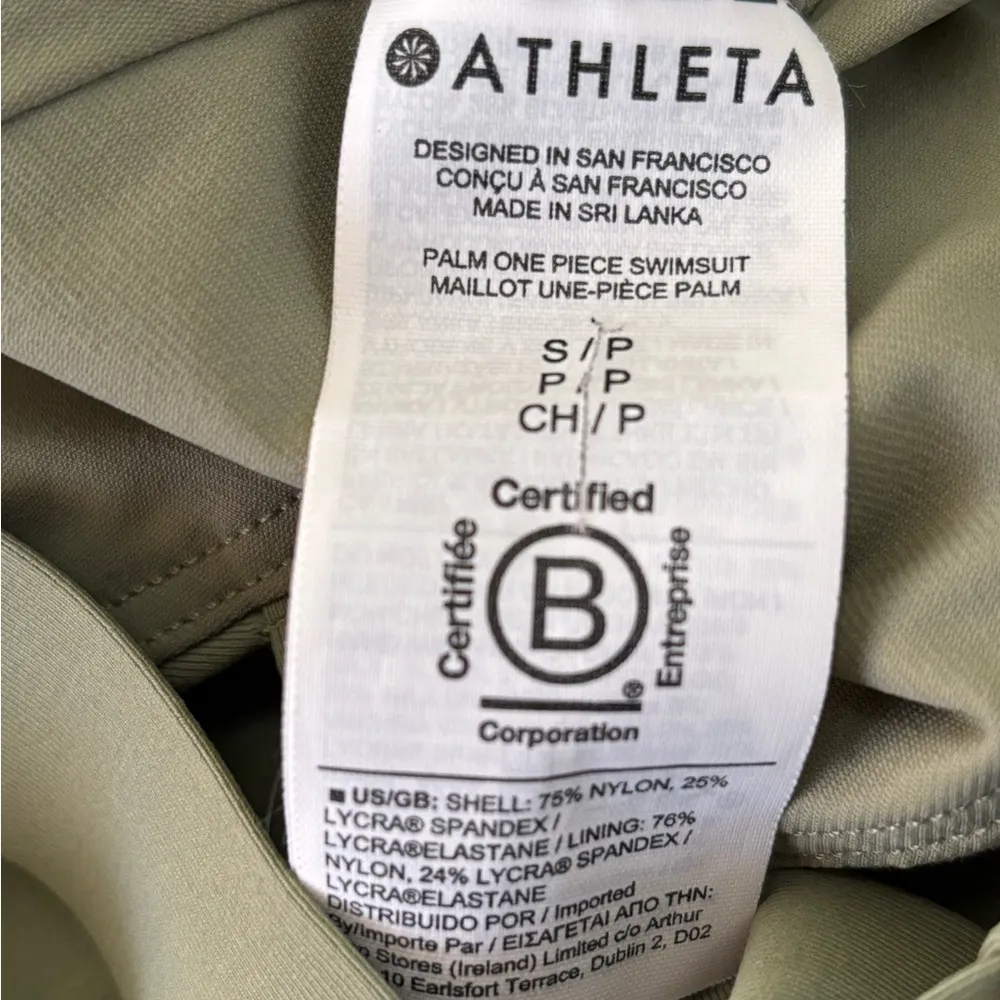 ATHLETA
DESIGNED IN SAN FRANCISCO
CONÇU À SAN FRANCISCO
MADE IN SRI LANKA
PALM ONE PIECE SWIMSUIT
MAILLOT UNE-PIÈCE PALM
S / P
P / P
CH / P
Certified
Certifiée
B
Entreprise
®
Corporation
■ US/GB: SHELL: 75% NYLON, 25%
LYCRA® SPANDEX /
LYCRA®ELASTANE / LINING: 76%
NYLON, 24% LYCRA® SPANDEX /
LYCRA®ELASTANE
DISTRIBUIDO POR / Imported
By/Importe Par / ΕΙΣΑΓΕΤΑΙ ΑΠΟ ΤΗΝ:
Stores (Ireland) Limited c/o Arthur
10 Earlsfort Terrace, Dublin 2, D02